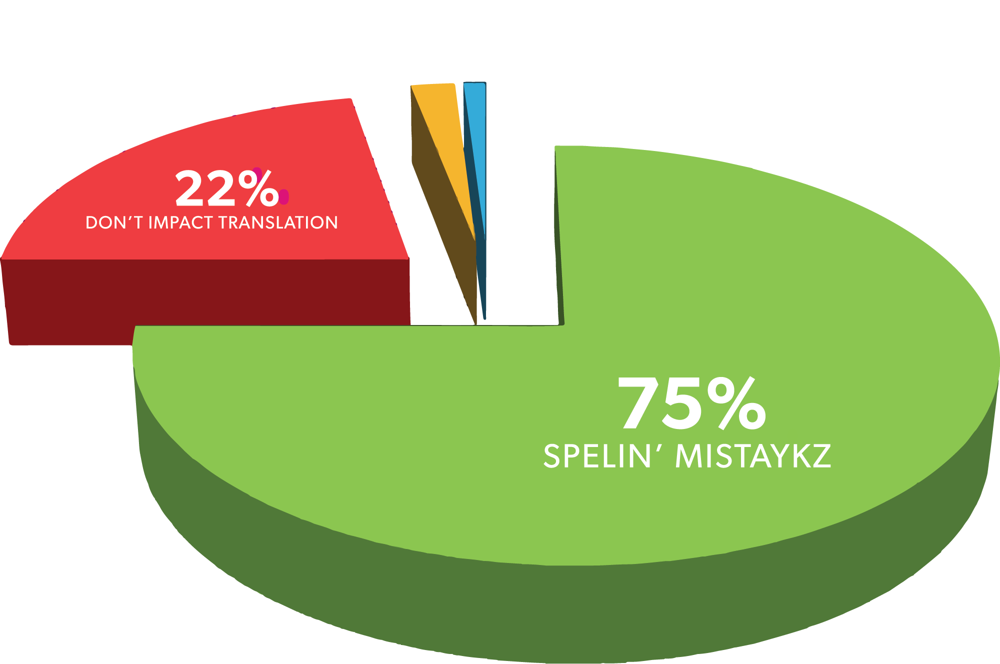 22%
DON’T IMPACT TRANSLATION
75%
SPELIN’ MISTAYKZ